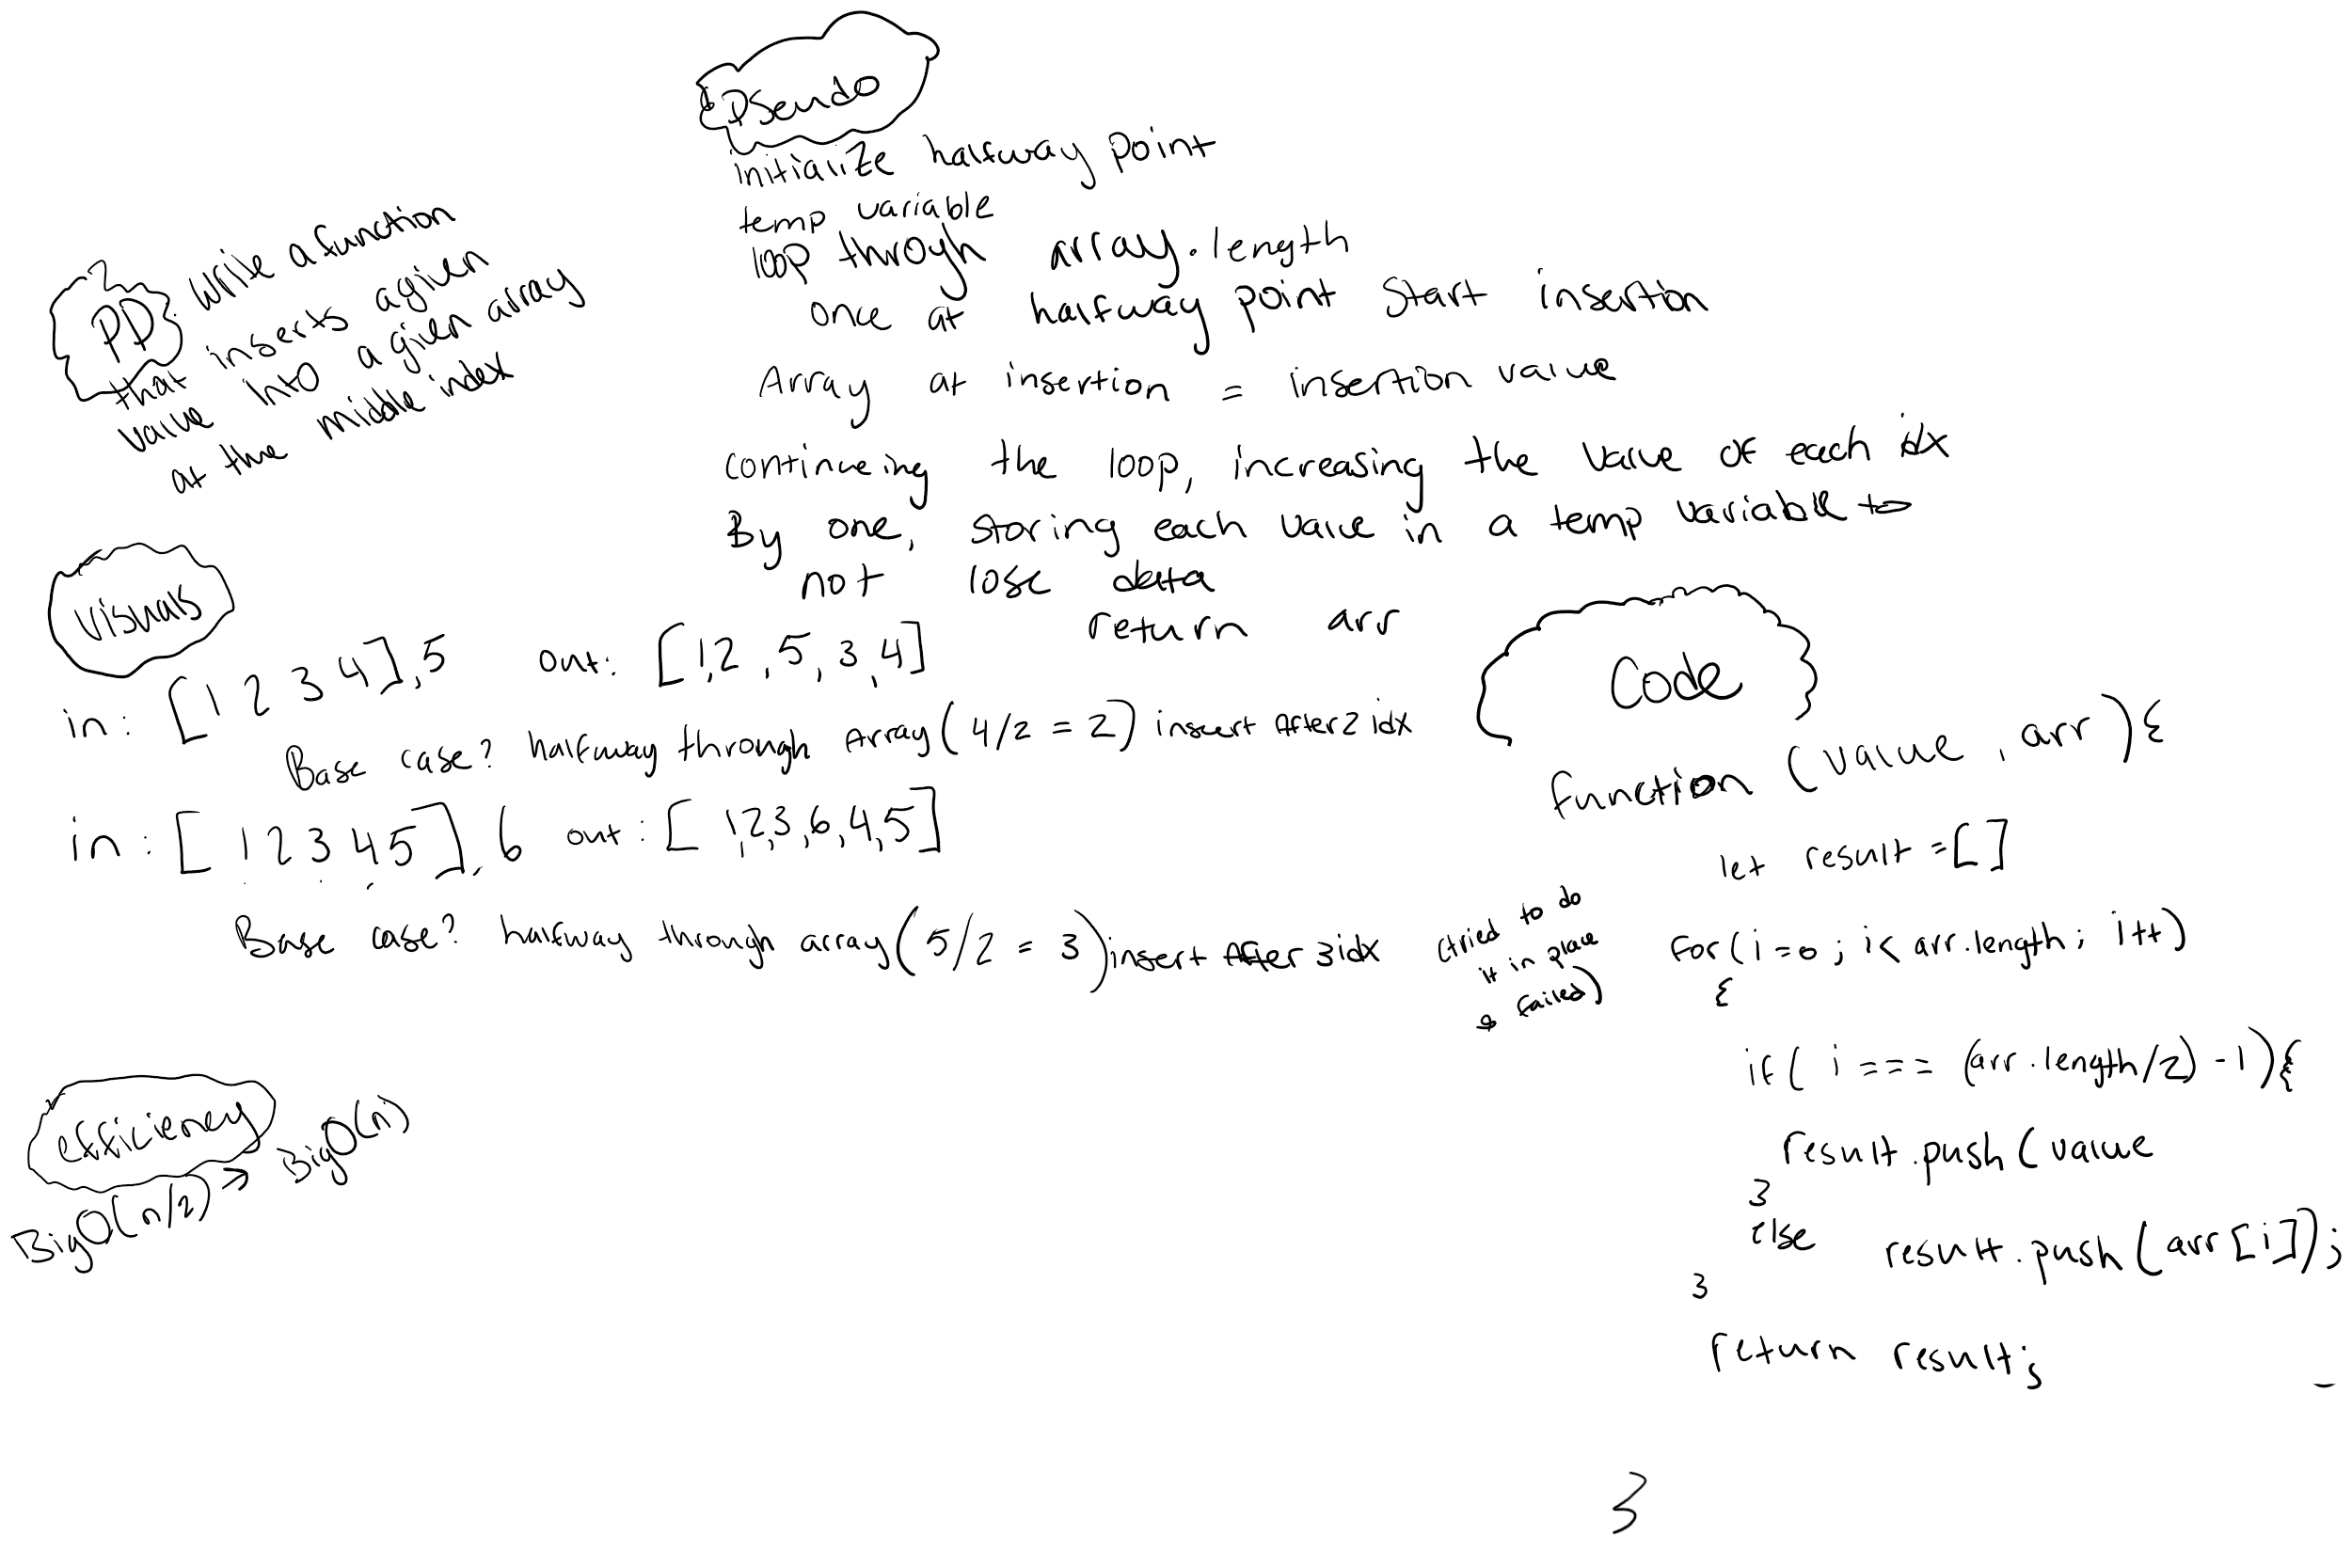 PD: Write a function
that inserts a given
value into a given array
at the middle index
Pseudo
initialize halfway point
temp variable
loop through array.length
once at halfway point start insertion
Array at insertion = insertion value
continueing the loop, increasing the value of each idx
By one, storing each value in a temp variable to
not lose data
return arr
Visuals
in: [1 2 3 4],5 out: [1,2,5,3,4]
Base case? halfway through Array (4/2 = 2) insert After 2 idx
in: [1 2 3 4 5],6 out: [1,2,3,6,4,5]
Base case? halfway through array (5/2 = 3) insert After 3 idx
efficiency
BigO(n/2) → BigO(n)
Code
function (value, arr){
let result = []
(tried to do
it in place
& failed)
for(i=0; i< arr.length; i++)
{
if( i === (arr.length/2) -1){
result.push(value
}
else result.push(arr[i]);
}
return result;
}